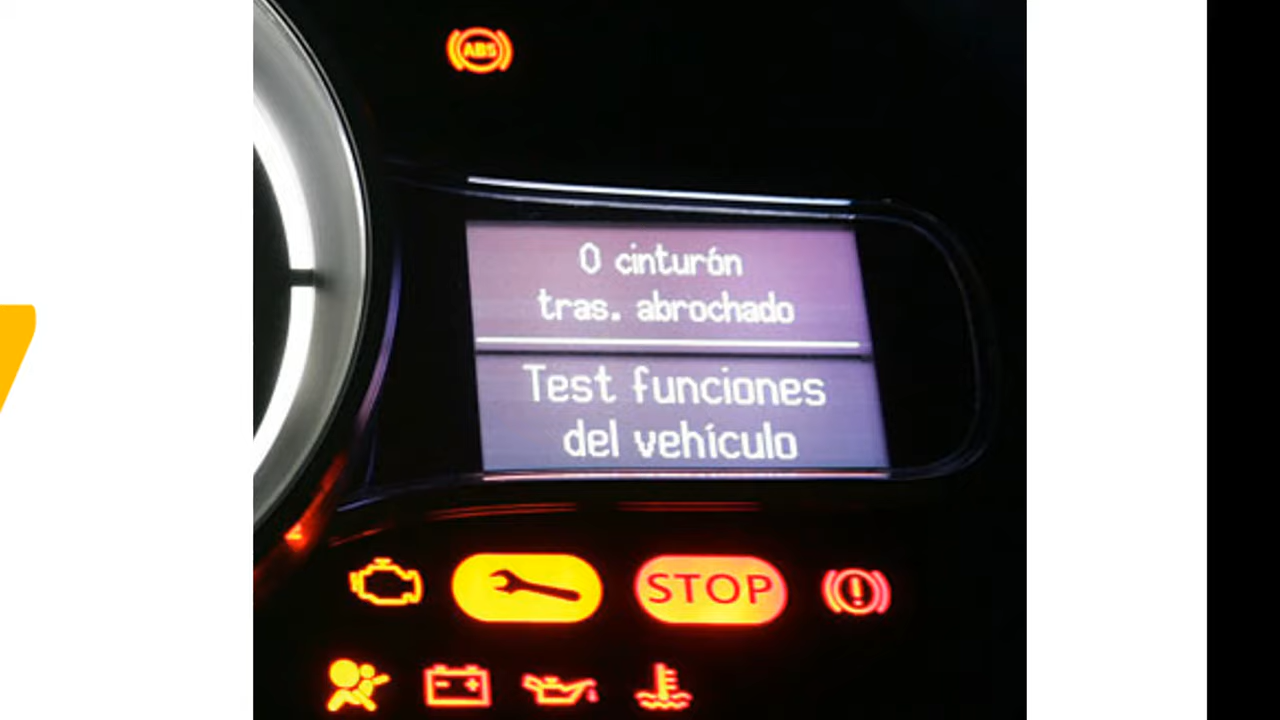 ABS
0 cinturón
tras. abrochado
Test funciones
del vehículo
STOP